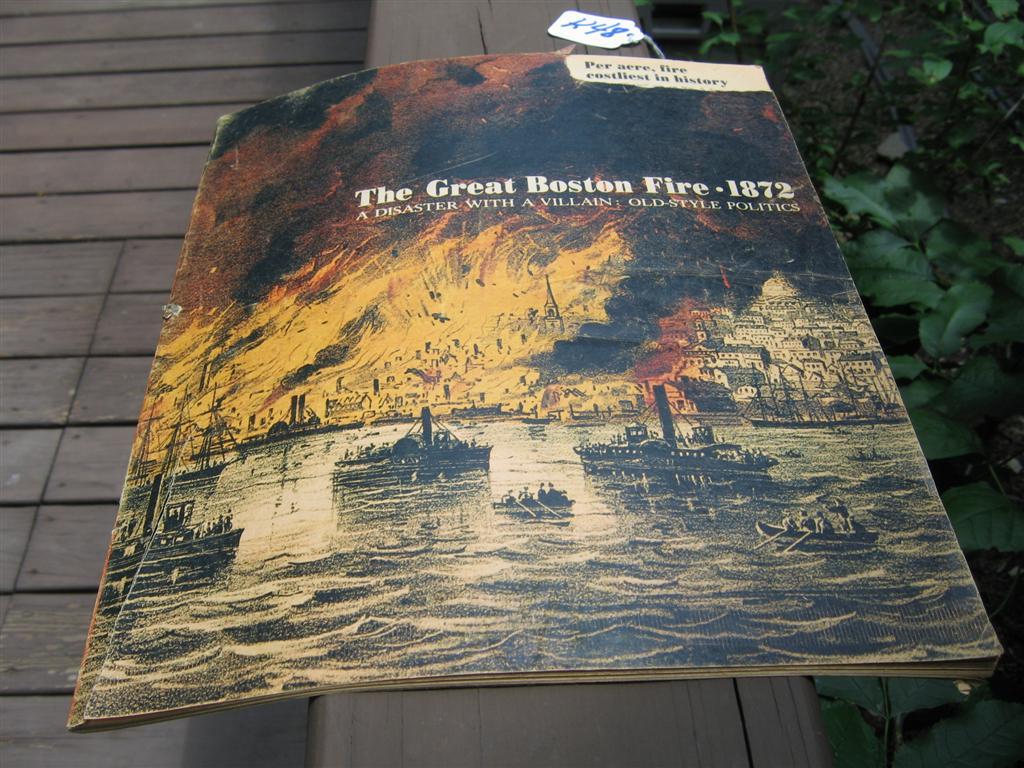 Per acre, fire
costliest in history
The Great Boston Fire • 1872
A DISASTER WITH A VILLAIN: OLD-STYLE POLITICS